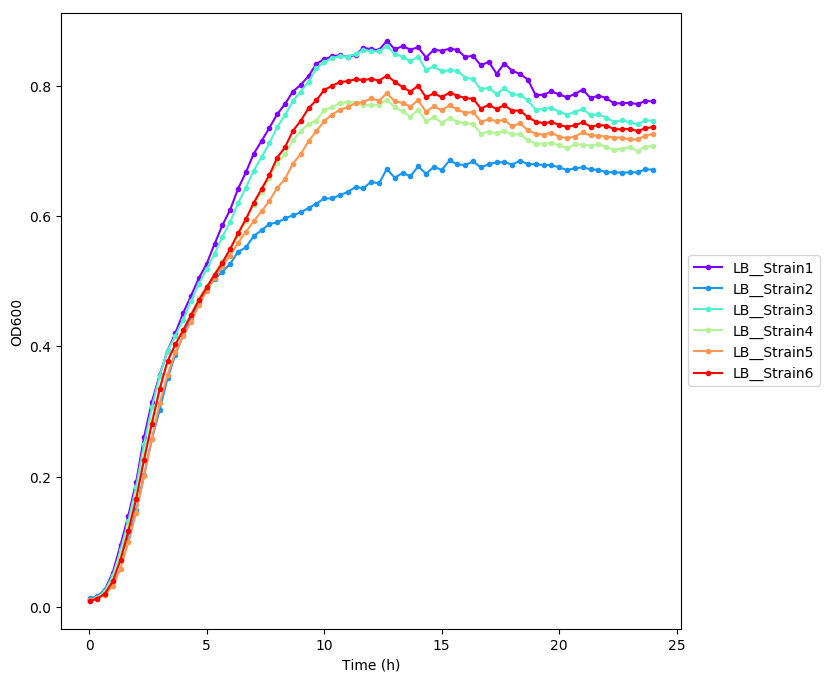 OD600
0.8
0.6
0.4
0.2
0.0
0
5
10
15
20
25
Time (h)
LB__Strain1
LB__Strain2
LB__Strain3
LB__Strain4
LB__Strain5
LB__Strain6